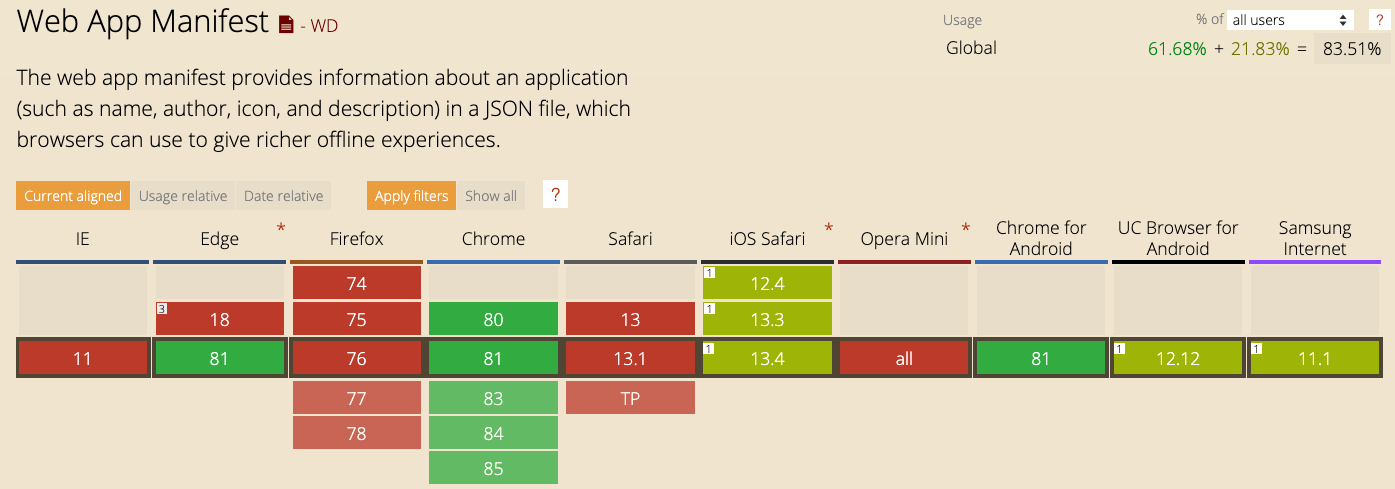 Web App Manifest - WD
Usage % of all users ?
Global 61.68% + 21.83% = 83.51%
The web app manifest provides information about an application
(such as name, author, icon, and description) in a JSON file, which
browsers can use to give richer offline experiences.
Current aligned Usage relative Date relative Apply filters Show all ?
IE Edge * Firefox Chrome Safari iOS Safari * Opera Mini * Chrome for Android UC Browser for Android Samsung Internet
74 1 12.4
3 18 75 80 13 1 13.3
11 81 76 81 13.1 1 13.4 all 81 1 12.12 1 11.1
77 83 TP
78 84
85